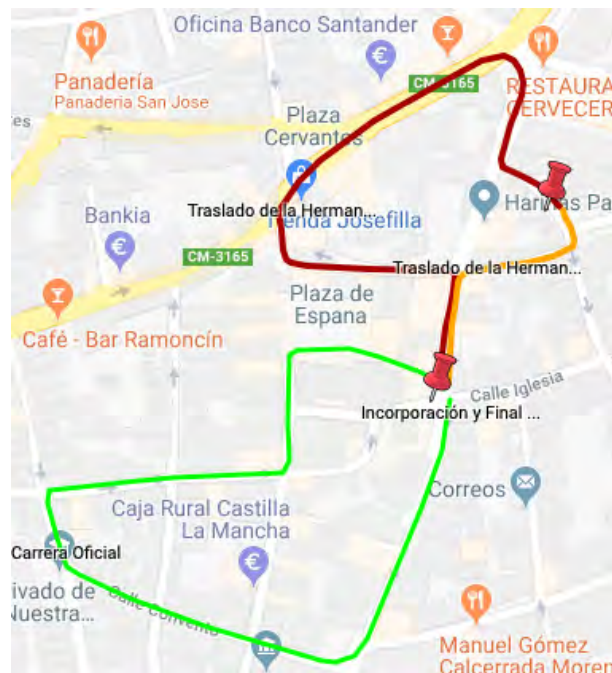 Oficina Banco Santander
CM-3165
Panadería
Panaderia San Jose
RESTAURA
CERVECER
Plaza
Cervantes
Harinas Pa
Traslado de la Herman...
Tienda Josefilla
Bankia
CM-3165
Traslado de la Herman...
Plaza de
Espana
Café - Bar Ramoncín
Calle Iglesia
Incorporación y Final ...
Correos
Caja Rural Castilla
La Mancha
Carrera Oficial
ivado de
Nuestra...
Calle Convento
Manuel Gómez
Calcerrada Moren